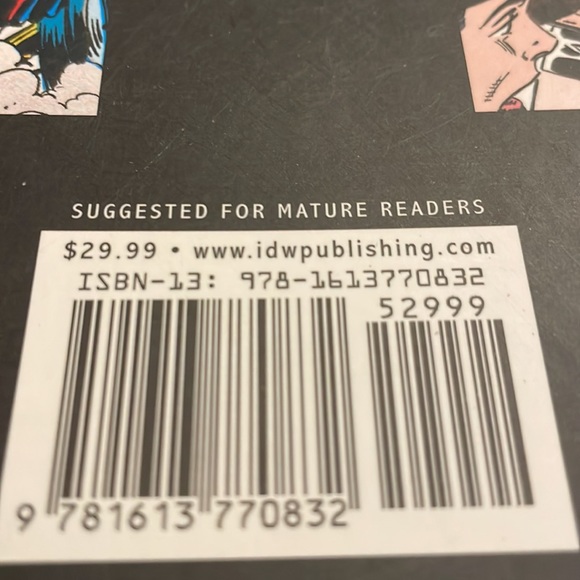 SUGGESTED FOR MATURE READERS
$29.99 • www.idwpublishing.com
ISBN-13: 978-1613770832
52999
9 781613 770832